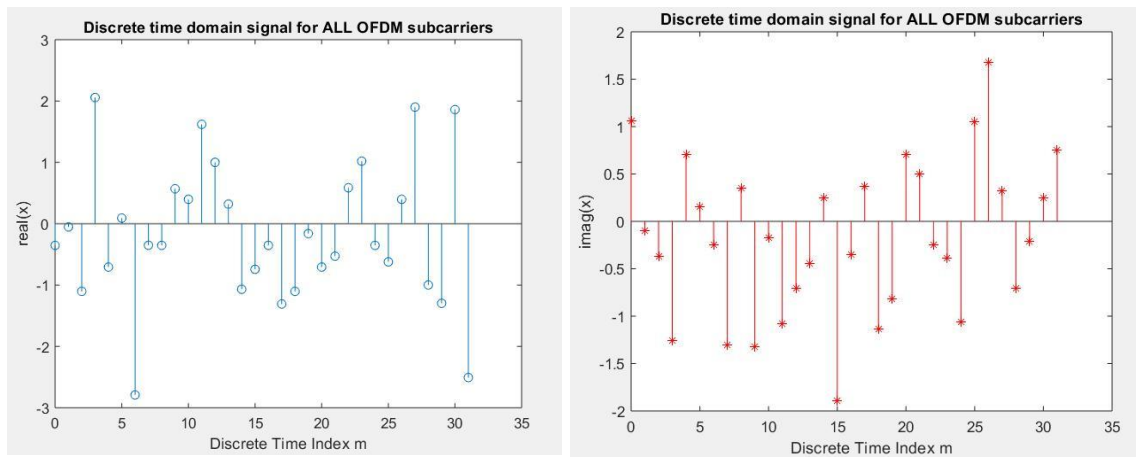 Discrete time domain signal for ALL OFDM subcarriers
3
2
1
0
-1
-2
-3
real(x)
0 5 10 15 20 25 30 35
Discrete Time Index m
Discrete time domain signal for ALL OFDM subcarriers
2
1.5
1
0.5
0
-0.5
-1
-1.5
-2
imag(x)
0 5 10 15 20 25 30 35
Discrete Time Index m